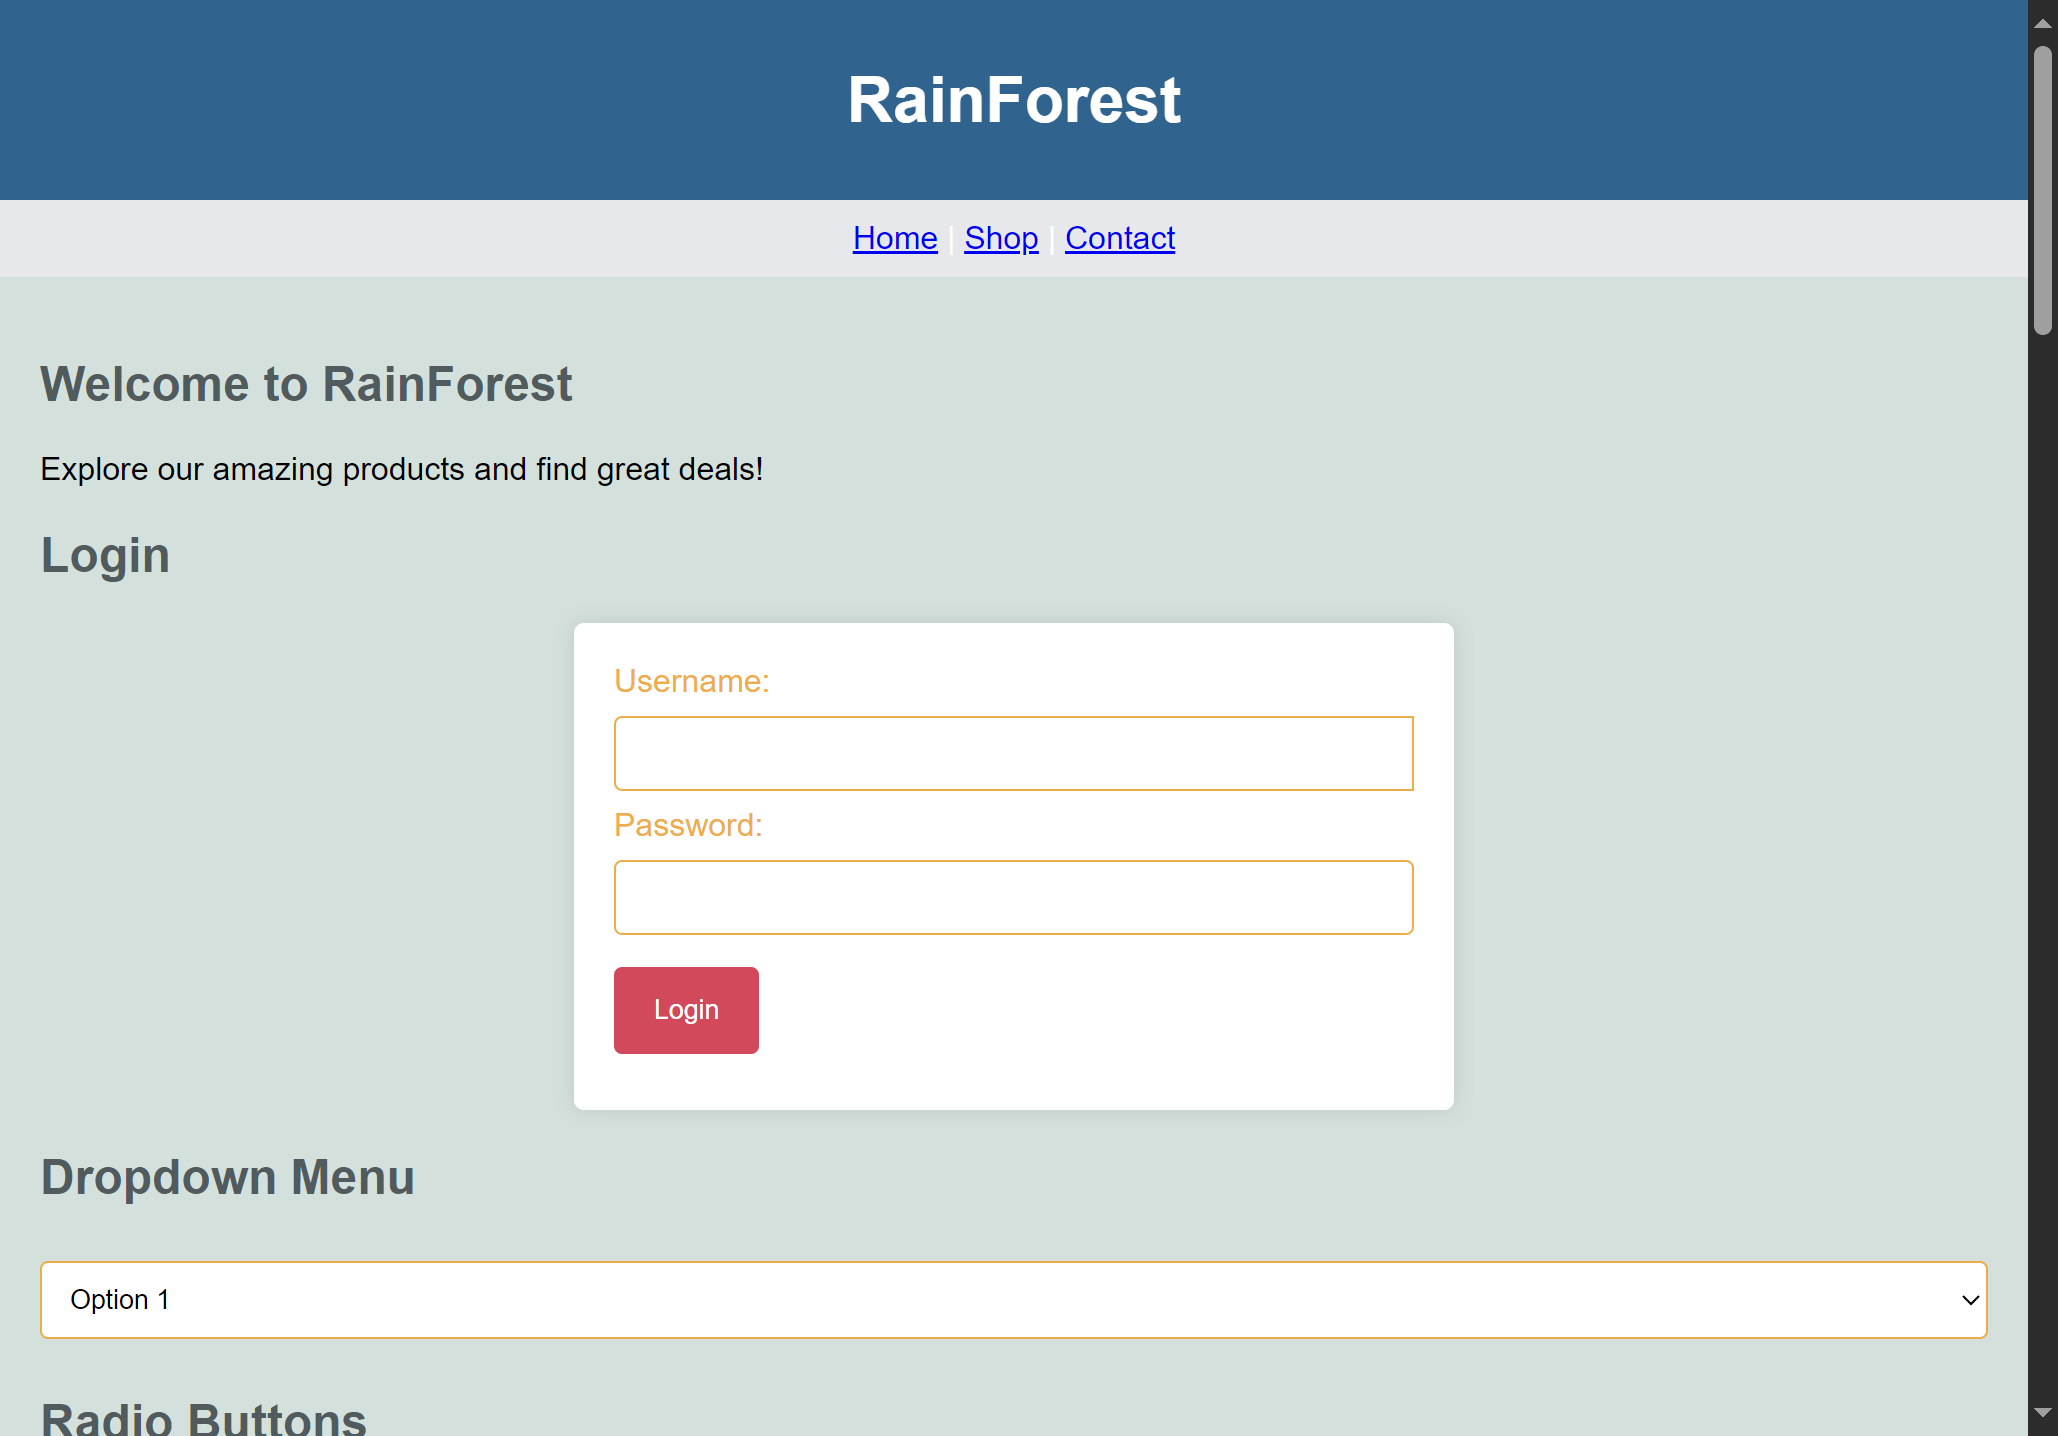 RainForest
Home | Shop | Contact
Welcome to RainForest
Explore our amazing products and find great deals!
Login
Username:
Password:
Login
Dropdown Menu
Option 1
Radio Buttons